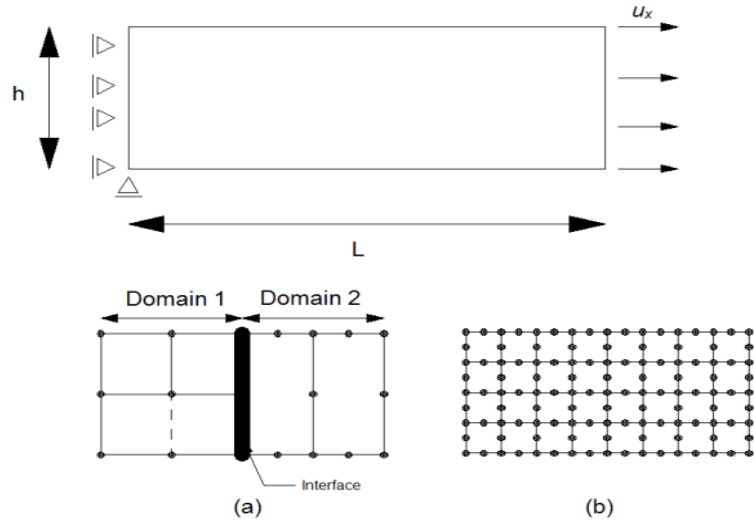 u_x
h
L
Domain 1 Domain 2
Interface
(a) (b)